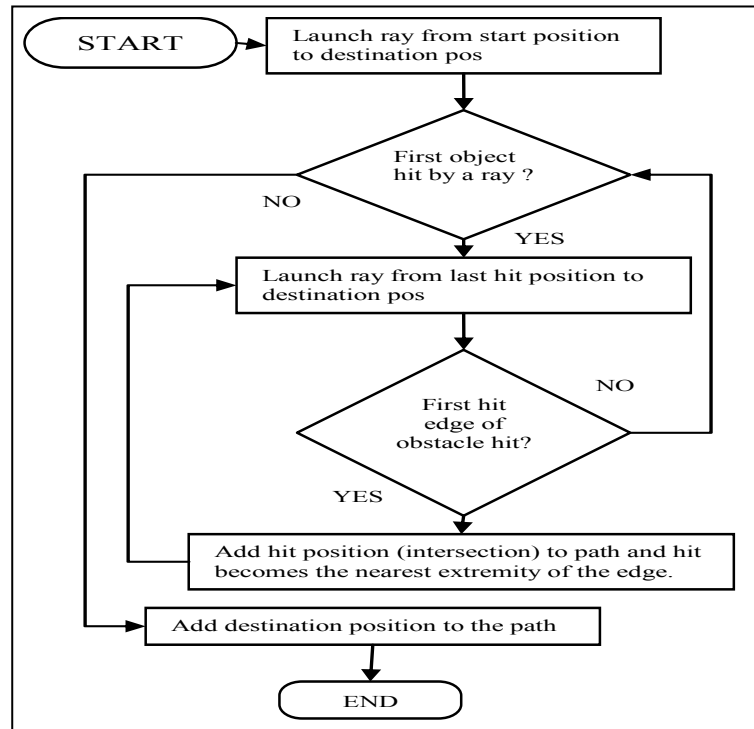 START
Launch ray from start position
to destination pos
First object
hit by a ray ?
NO
YES
Launch ray from last hit position to
destination pos
NO
First hit
edge of
obstacle hit?
YES
Add hit position (intersection) to path and hit
becomes the nearest extremity of the edge.
Add destination position to the path
END